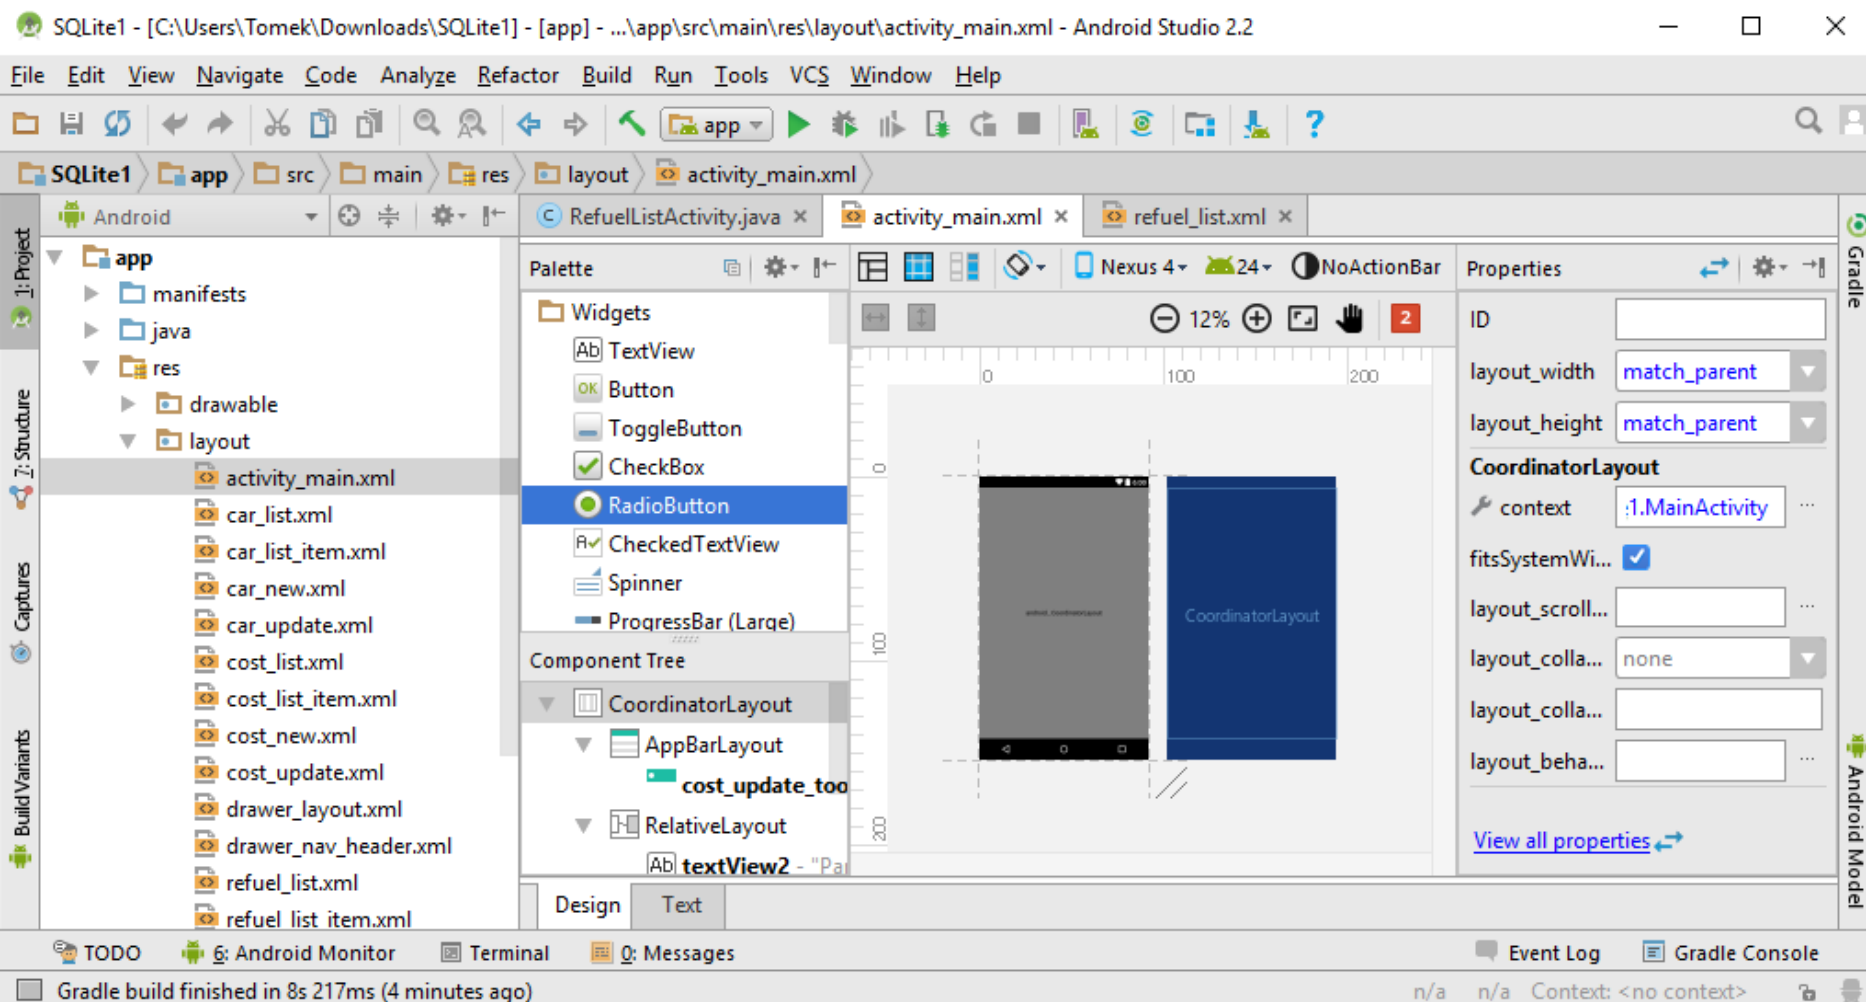 SQLite1 - [C:\Users\Tomek\Downloads\SQLite1] - [app] - ...\app\src\main\res\layout\activity_main.xml - Android Studio 2.2
File Edit View Navigate Code Analyze Refactor Build Run Tools VCS Window Help
app
SQLite1 app src main res layout activity_main.xml
Android
RefuelListActivity.java activity_main.xml refuel_list.xml
1: Project
7: Structure
Captures
Build Variants
app
manifests
java
res
drawable
layout
activity_main.xml
car_list.xml
car_list_item.xml
car_new.xml
car_update.xml
cost_list.xml
cost_list_item.xml
cost_new.xml
cost_update.xml
drawer_layout.xml
drawer_nav_header.xml
refuel_list.xml
refuel_list_item.xml
Palette
Widgets
Ab TextView
OK Button
ToggleButton
CheckBox
RadioButton
CheckedTextView
Spinner
ProgressBar (Large)
Component Tree
CoordinatorLayout
AppBarLayout
cost_update_too
RelativeLayout
Ab textView2 - "Pa
Nexus 4 24 NoActionBar
12% 2
0 100 200
0
100
200
6:00
CoordinatorLayout
Design Text
Properties
ID
layout_width match_parent
layout_height match_parent
CoordinatorLayout
context :1.MainActivity ...
fitsSystemWi...
layout_scroll... ...
layout_colla... none
layout_colla...
layout_beha... ...
View all properties
Gradle
Android Model
TODO 6: Android Monitor Terminal 0: Messages Event Log Gradle Console
Gradle build finished in 8s 217ms (4 minutes ago) n/a n/a Context: <no context>